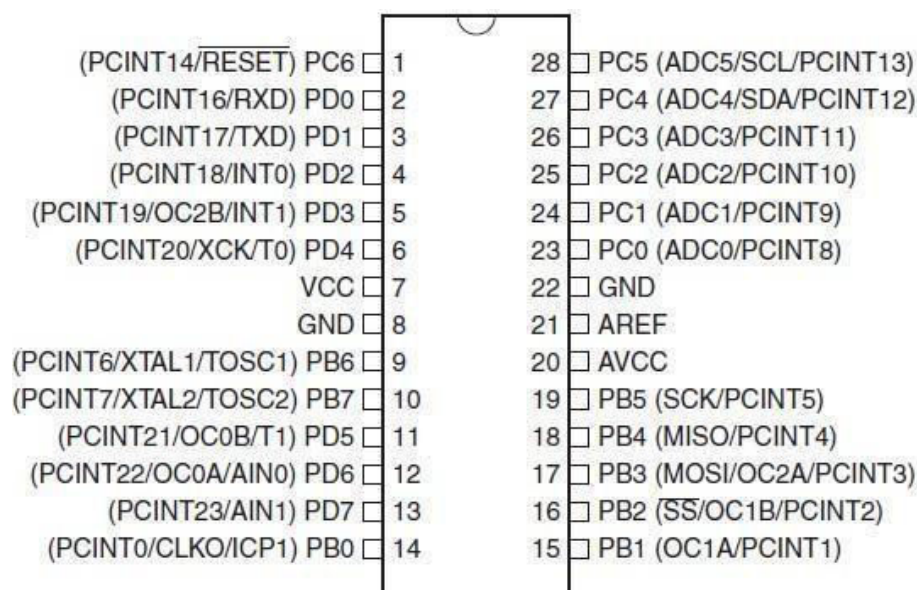 (PCINT14/RESET) PC6 1 28 PC5 (ADC5/SCL/PCINT13)
(PCINT16/RXD) PD0 2 27 PC4 (ADC4/SDA/PCINT12)
(PCINT17/TXD) PD1 3 26 PC3 (ADC3/PCINT11)
(PCINT18/INT0) PD2 4 25 PC2 (ADC2/PCINT10)
(PCINT19/OC2B/INT1) PD3 5 24 PC1 (ADC1/PCINT9)
(PCINT20/XCK/T0) PD4 6 23 PC0 (ADC0/PCINT8)
VCC 7 22 GND
GND 8 21 AREF
(PCINT6/XTAL1/TOSC1) PB6 9 20 AVCC
(PCINT7/XTAL2/TOSC2) PB7 10 19 PB5 (SCK/PCINT5)
(PCINT21/OC0B/T1) PD5 11 18 PB4 (MISO/PCINT4)
(PCINT22/OC0A/AIN0) PD6 12 17 PB3 (MOSI/OC2A/PCINT3)
(PCINT23/AIN1) PD7 13 16 PB2 (SS/OC1B/PCINT2)
(PCINT0/CLKO/ICP1) PB0 14 15 PB1 (OC1A/PCINT1)